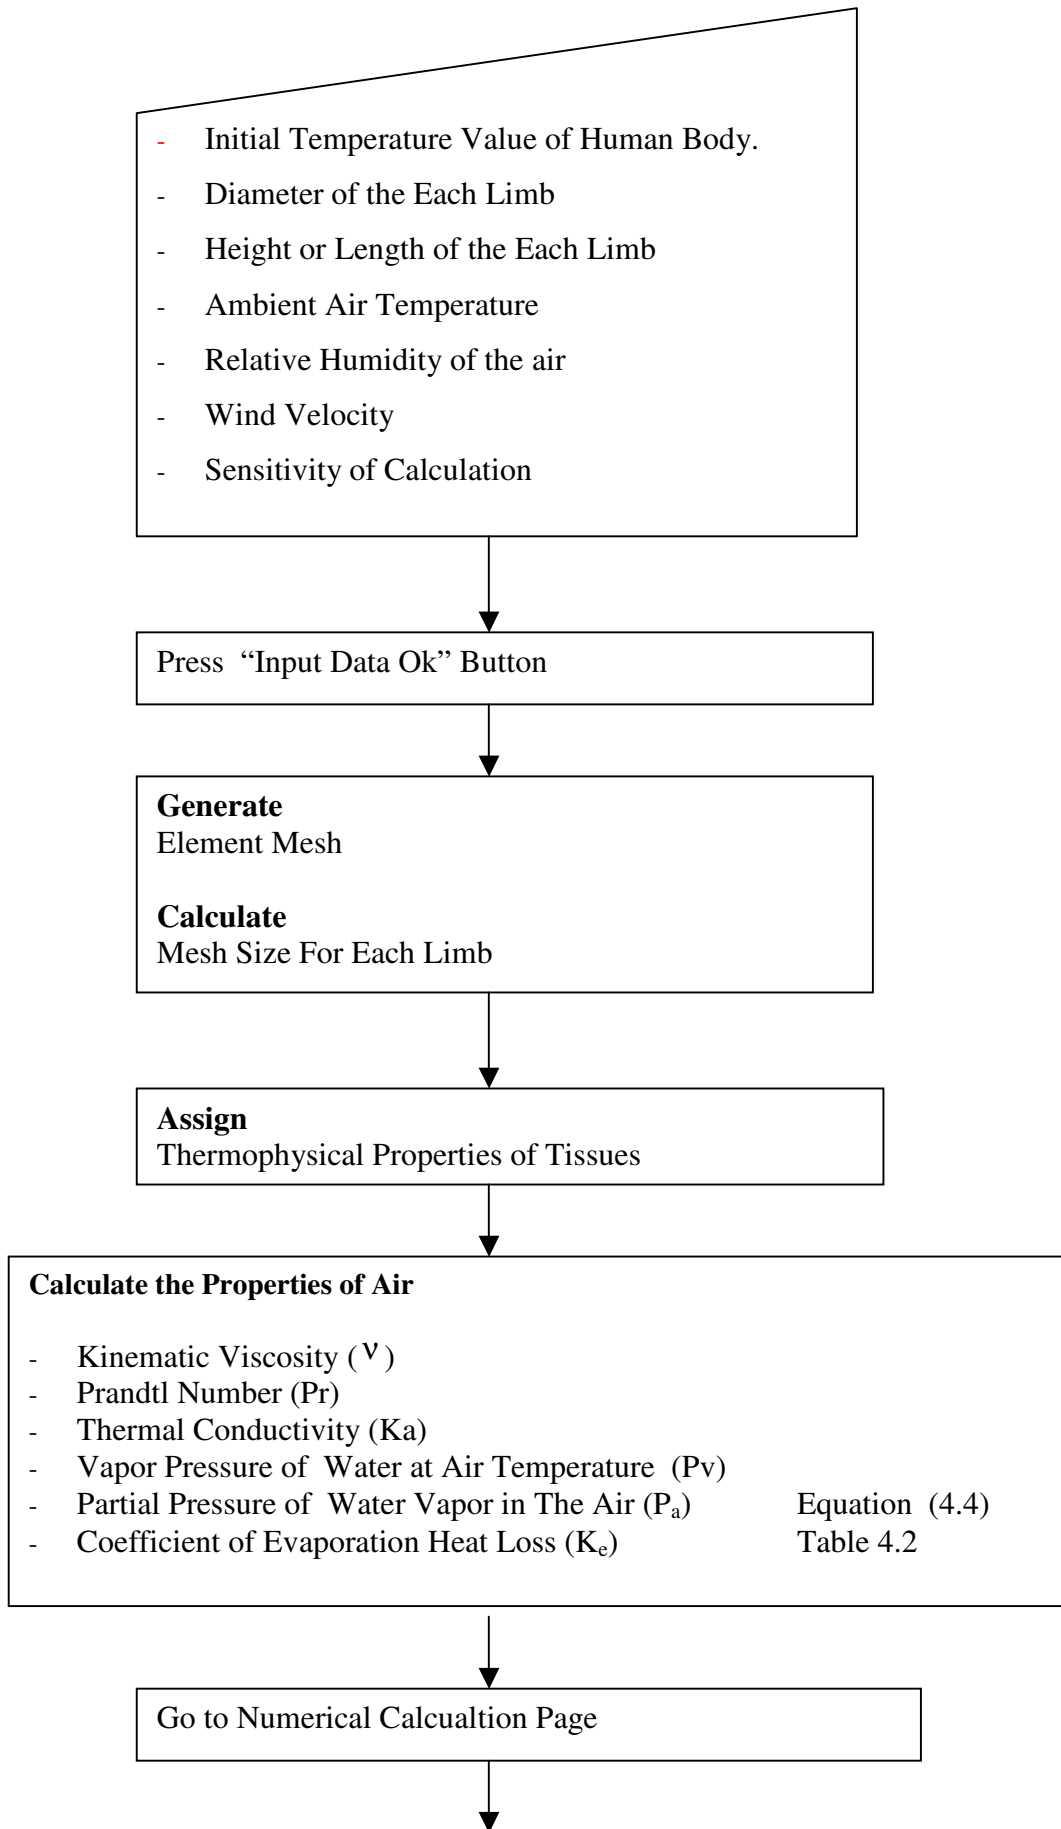 - Initial Temperature Value of Human Body.
- Diameter of the Each Limb
- Height or Length of the Each Limb
- Ambient Air Temperature
- Relative Humidity of the air
- Wind Velocity
- Sensitivity of Calculation
Press “Input Data Ok” Button
Generate
Element Mesh
Calculate
Mesh Size For Each Limb
Assign
Thermophysical Properties of Tissues
Calculate the Properties of Air
- Kinematic Viscosity (ν)
- Prandtl Number (Pr)
- Thermal Conductivity (Ka)
- Vapor Pressure of Water at Air Temperature (Pv)
- Partial Pressure of Water Vapor in The Air (Pₐ) Equation (4.4)
- Coefficient of Evaporation Heat Loss (Kₑ) Table 4.2
Go to Numerical Calcualtion Page